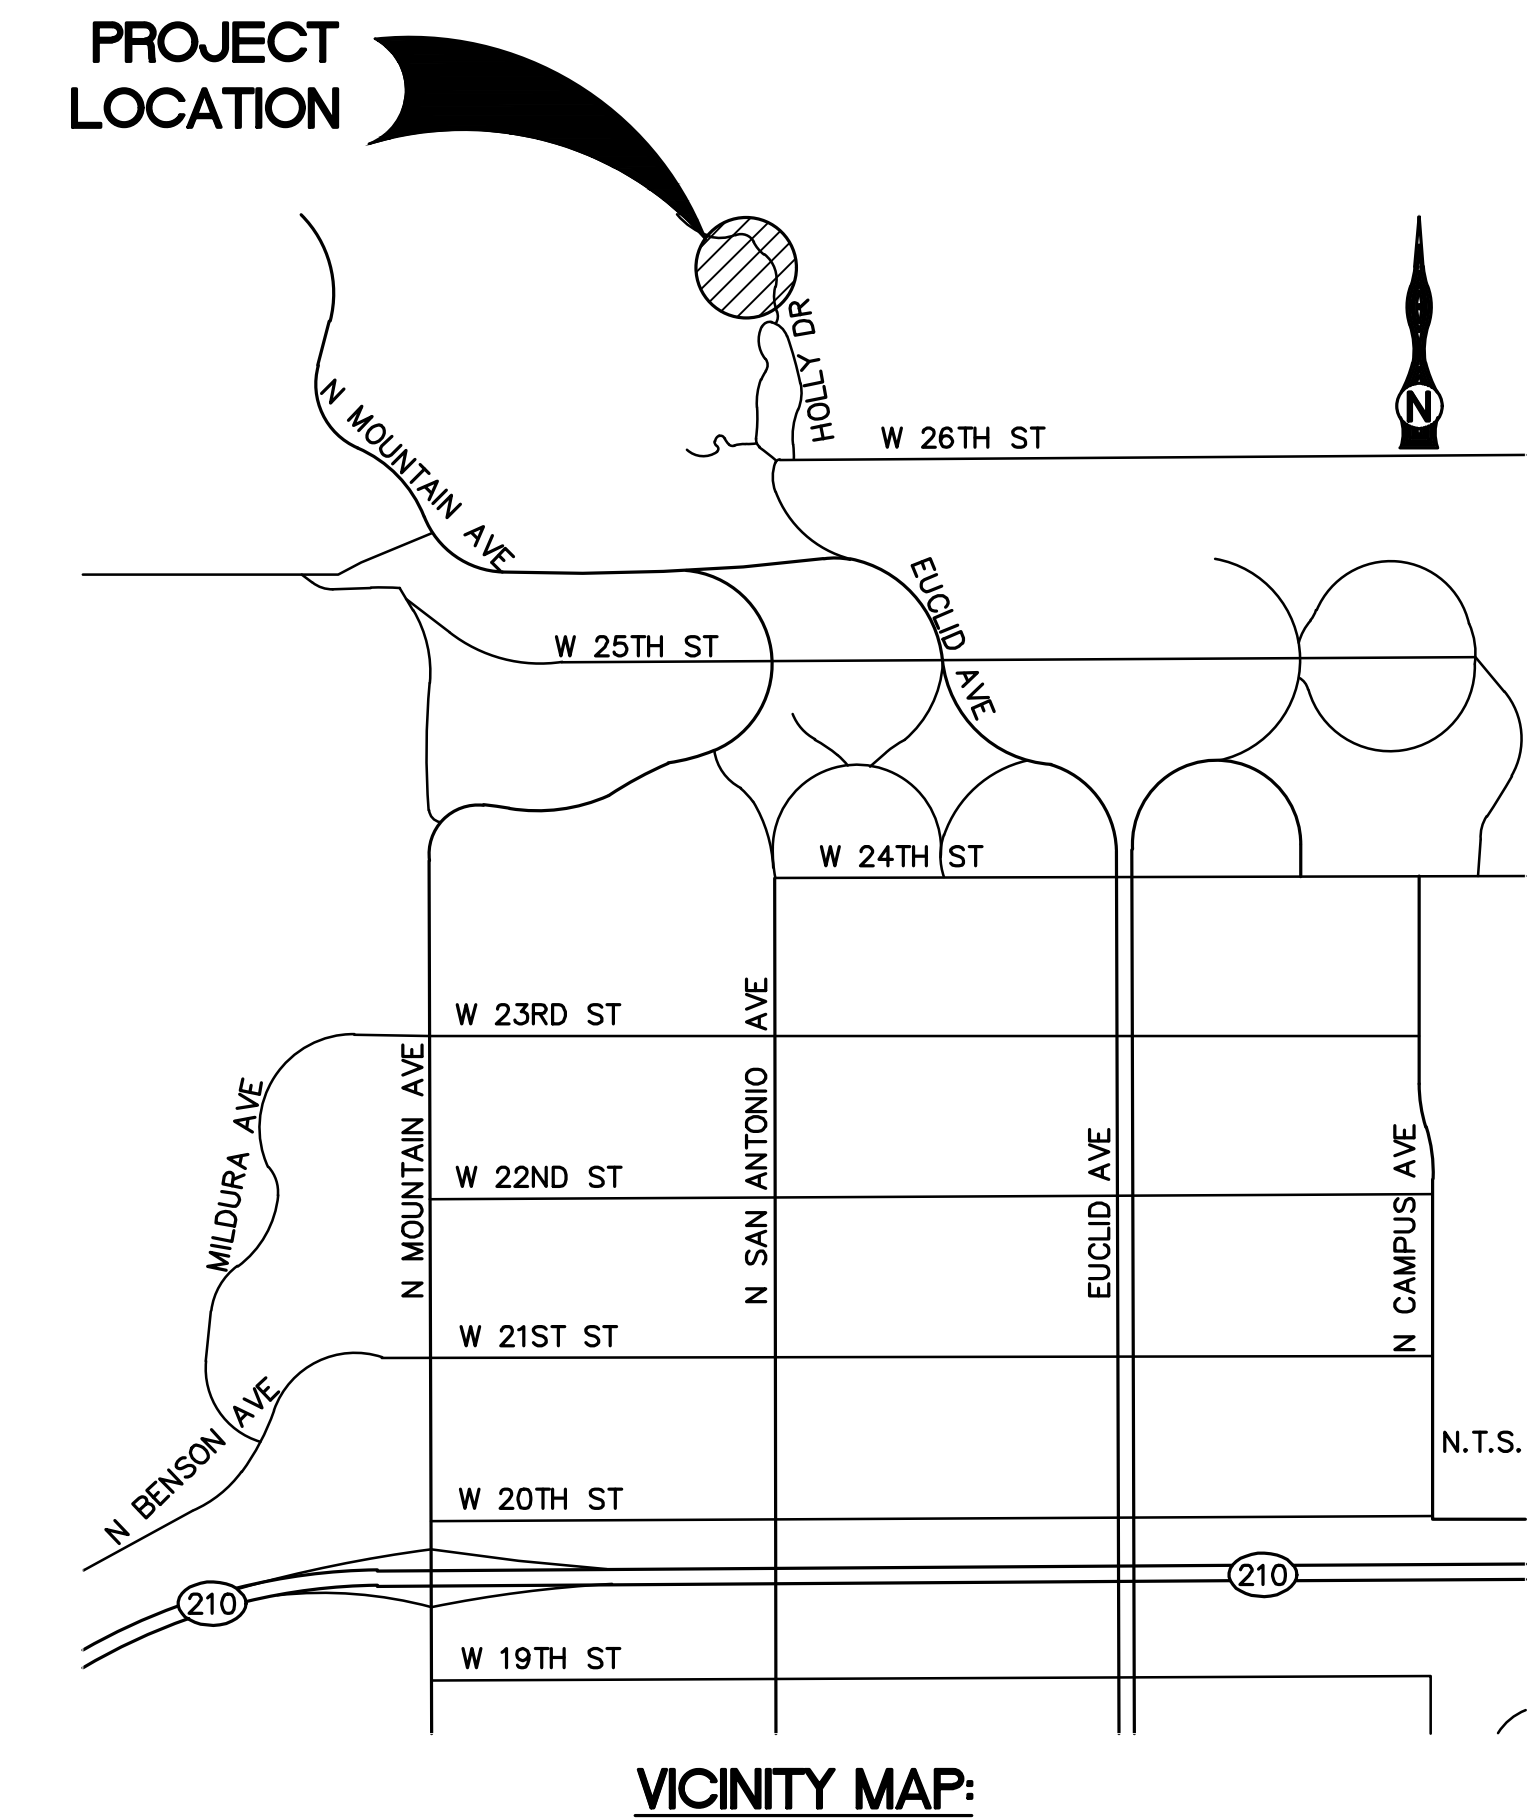 PROJECT
LOCATION
HOLLY DR
N
N MOUNTAIN AVE
W 26TH ST
EUCLID AVE
W 25TH ST
W 24TH ST
W 23RD ST
MILDURA AVE
N MOUNTAIN AVE
N SAN ANTONIO AVE
EUCLID AVE
N CAMPUS AVE
W 22ND ST
W 21ST ST
N BENSON AVE
N.T.S.
W 20TH ST
210
210
W 19TH ST
VICINITY MAP: